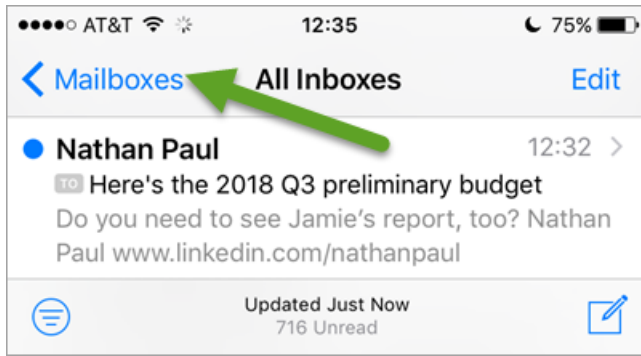 AT&T 12:35 75%
Mailboxes All Inboxes Edit
Nathan Paul 12:32
TO Here's the 2018 Q3 preliminary budget
Do you need to see Jamie's report, too? Nathan
Paul www.linkedin.com/nathanpaul
Updated Just Now
716 Unread